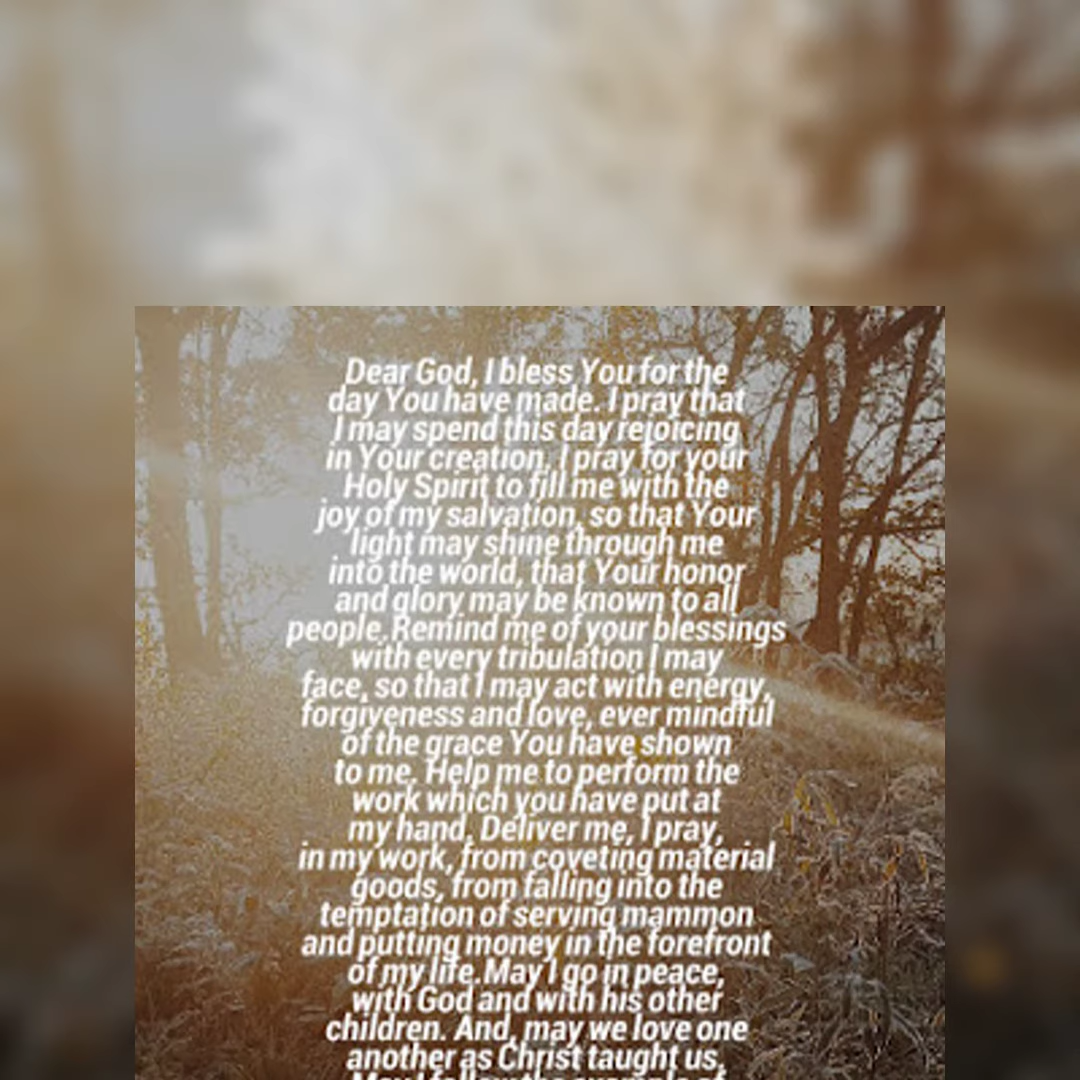 Dear God, I bless You for the
day You have made. I pray that
I may spend this day rejoicing
in Your creation. I pray for your
Holy Spirit to fill me with the
joy of my salvation, so that Your
light may shine through me
into the world, that Your honor
and glory may be known to all
people.Remind me of your blessings
with every tribulation I may
face, so that I may act with energy,
forgiveness and love, ever mindful
of the grace You have shown
to me. Help me to perform the
work which you have put at
my hand. Deliver me, I pray,
in my work, from coveting material
goods, from falling into the
temptation of serving mammon
and putting money in the forefront
of my life.May I go in peace,
with God and with his other
children. And, may we love one
another as Christ taught us.
May I follow the example of